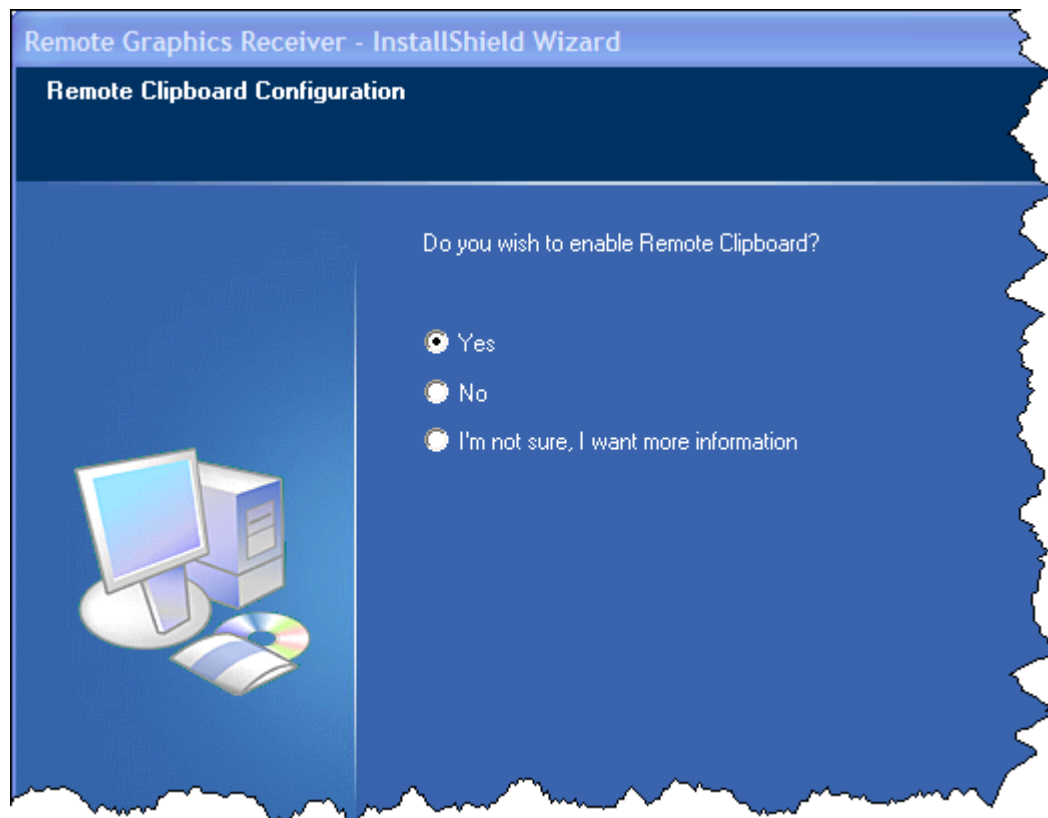 Remote Graphics Receiver - InstallShield Wizard
Remote Clipboard Configuration
Do you wish to enable Remote Clipboard?
Yes
No
I'm not sure, I want more information